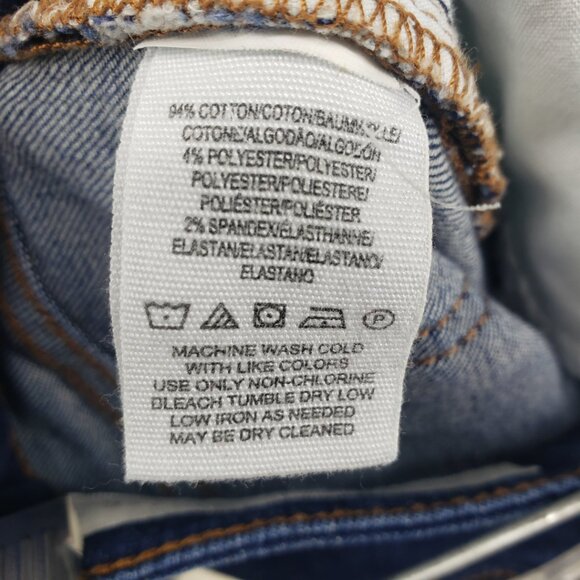 94% COTTON/COTON/BAUMWOLLE/
COTONE/ALGODÃO/ALGODÓN
4% POLYESTER/POLYESTER/
POLYESTER/POLIESTERE/
POLIÉSTER/POLIÉSTER
2% SPANDEX/ÉLASTHANNE/
ELASTAN/ELASTAN/ELASTANO/
ELASTANO
P
MACHINE WASH COLD
WITH LIKE COLORS
USE ONLY NON-CHLORINE
BLEACH TUMBLE DRY LOW
LOW IRON AS NEEDED
MAY BE DRY CLEANED